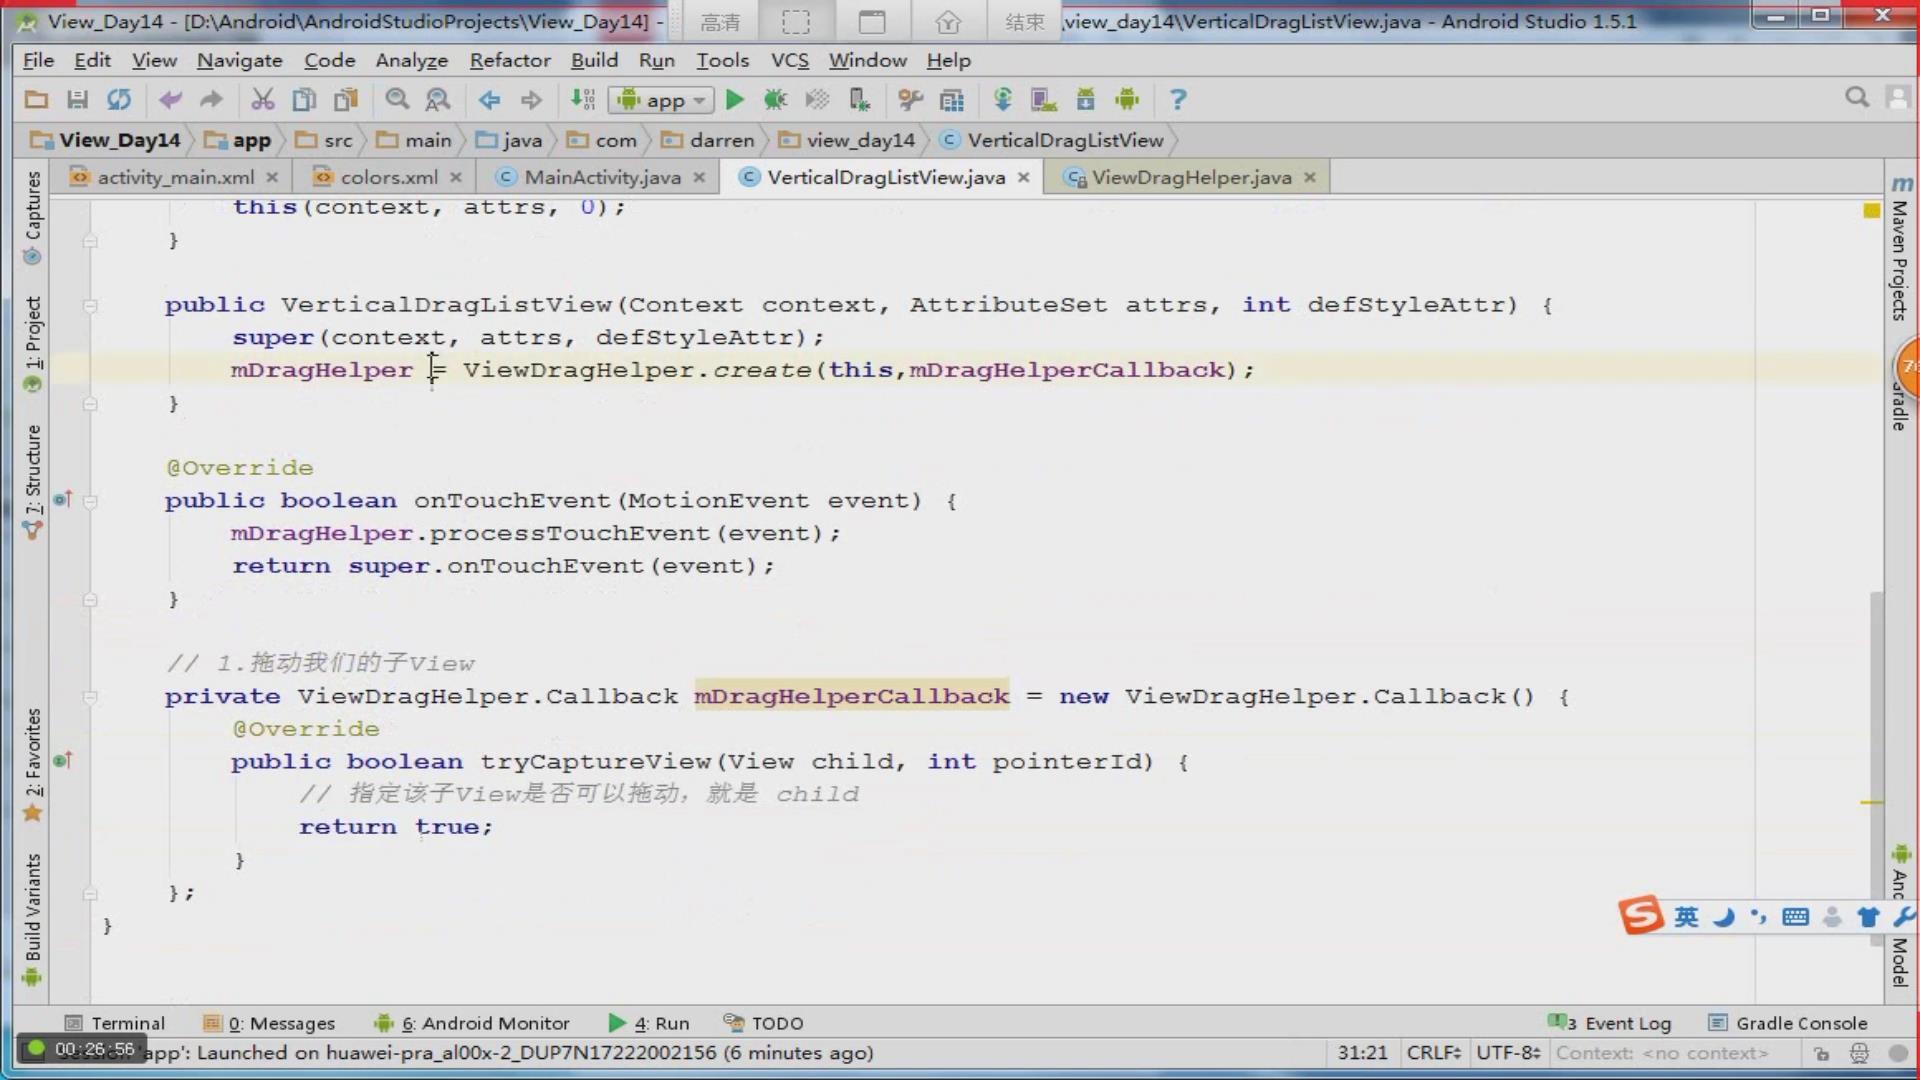 View_Day14 - [D:\Android\AndroidStudioProjects\View_Day14] - 高清 结束 \view_day14\VerticalDragListView.java - Android Studio 1.5.1
File Edit View Navigate Code Analyze Refactor Build Run Tools VCS Window Help
app
View_Day14 app src main java com darren view_day14 VerticalDragListView
activity_main.xml colors.xml MainActivity.java VerticalDragListView.java ViewDragHelper.java
this(context, attrs, 0);
}
public VerticalDragListView(Context context, AttributeSet attrs, int defStyleAttr) {
super(context, attrs, defStyleAttr);
mDragHelper = ViewDragHelper.create(this,mDragHelperCallback);
}
@Override
public boolean onTouchEvent(MotionEvent event) {
mDragHelper.processTouchEvent(event);
return super.onTouchEvent(event);
}
// 1.拖动我们的子View
private ViewDragHelper.Callback mDragHelperCallback = new ViewDragHelper.Callback() {
@Override
public boolean tryCaptureView(View child, int pointerId) {
// 指定该子View是否可以拖动，就是 child
return true;
}
};
}
Captures
1: Project
7: Structure
2: Favorites
Build Variants
Maven Projects
英
Model
Terminal 0: Messages 6: Android Monitor 4: Run TODO 3 Event Log Gradle Console
00:26:56 'app': Launched on huawei-pra_al00x-2_DUP7N17222002156 (6 minutes ago) 31:21 CRLF UTF-8 Context: <no context>